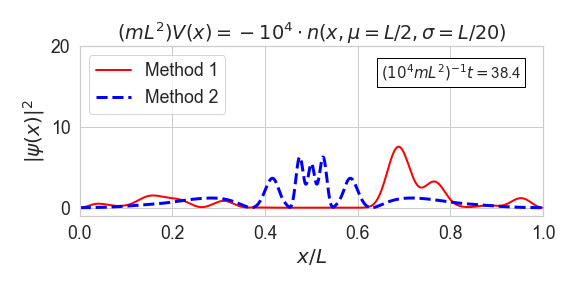 (mL²)V(x) = −10⁴ · n(x, μ = L/2, σ = L/20)
20
10
0
|ψ(x)|²
Method 1
Method 2
(10⁴mL²)⁻¹t = 38.4
0.0 0.2 0.4 0.6 0.8 1.0
x/L